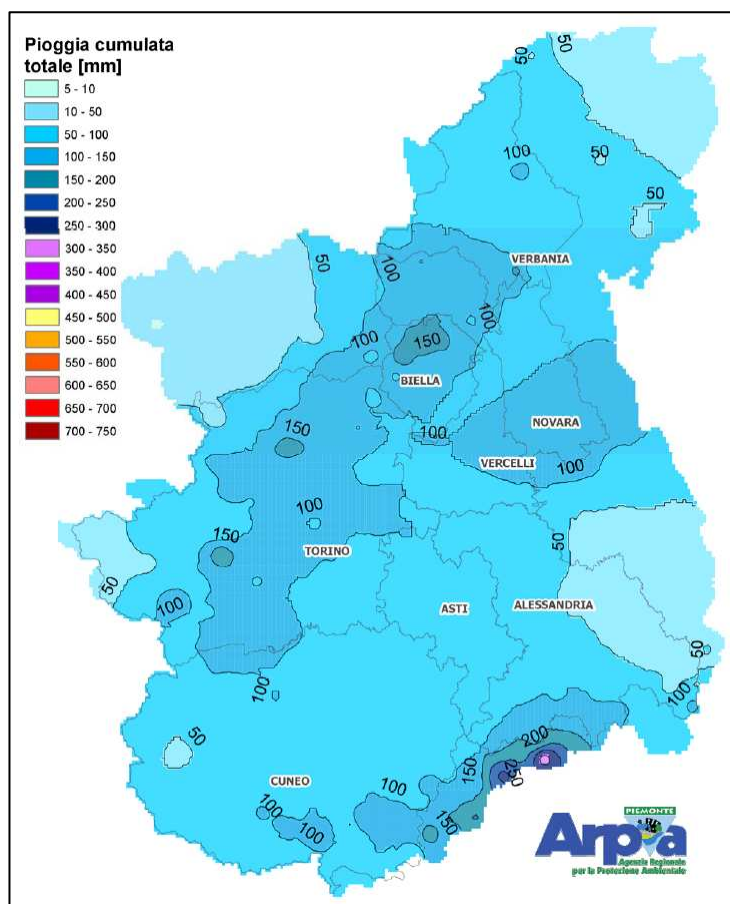 Pioggia cumulata
totale [mm]
5 - 10
10 - 50
50 - 100
100 - 150
150 - 200
200 - 250
250 - 300
300 - 350
350 - 400
400 - 450
450 - 500
500 - 550
550 - 600
600 - 650
650 - 700
700 - 750
50
50
100
50
50
VERBANIA
50
100
100
100
150
BIELLA
NOVARA
150
100
VERCELLI
100
100
150
TORINO
50
50
100
ASTI
ALESSANDRIA
50
100
100
50
200
150
250
CUNEO
100
100
100
150
PIEMONTE
Arpa
Agenzia Regionale
per la Protezione Ambientale